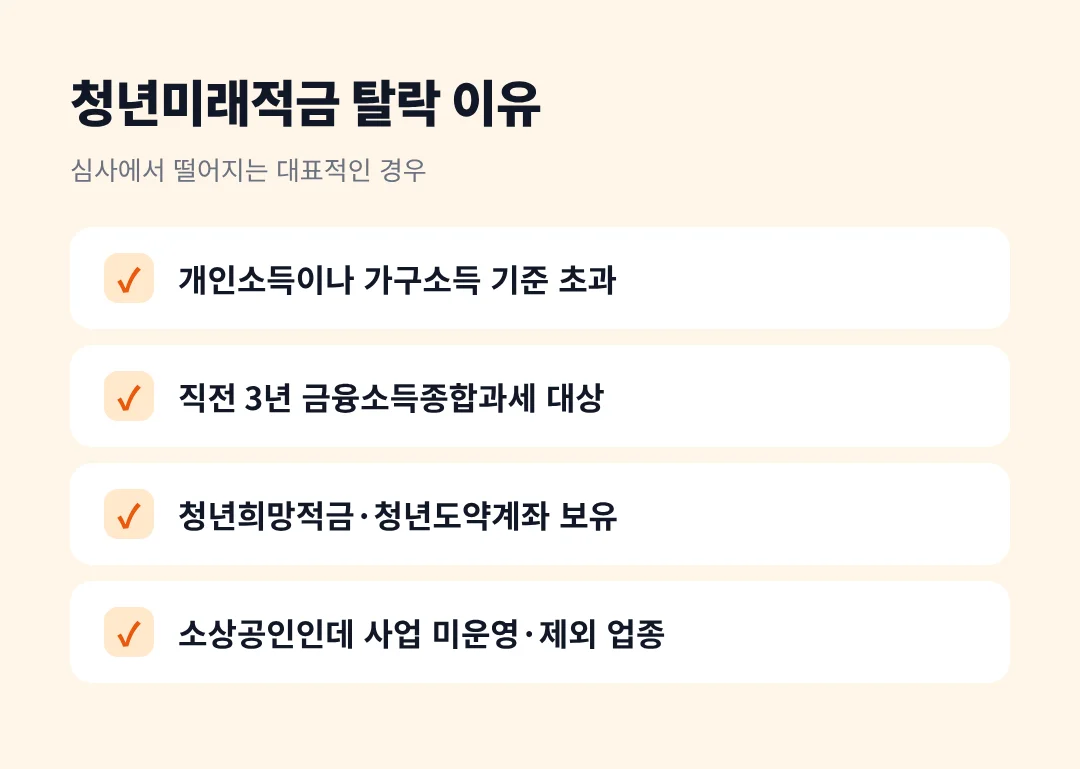 청년미래적금 탈락 이유
심사에서 떨어지는 대표적인 경우
개인소득이나 가구소득 기준 초과
직전 3년 금융소득종합과세 대상
청년희망적금·청년도약계좌 보유
소상공인인데 사업 미운영·제외 업종